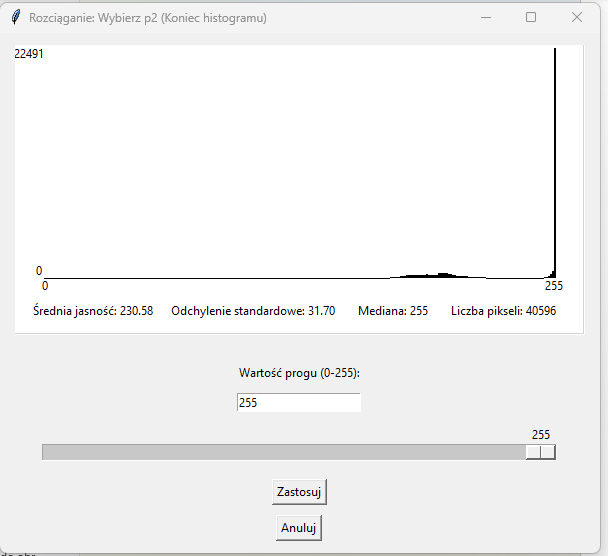 Rozciąganie: Wybierz p2 (Koniec histogramu)
22491
0
0 255
Średnia jasność: 230.58 Odchylenie standardowe: 31.70 Mediana: 255 Liczba pikseli: 40596
Wartość progu (0-255):
255
255
Zastosuj
Anuluj